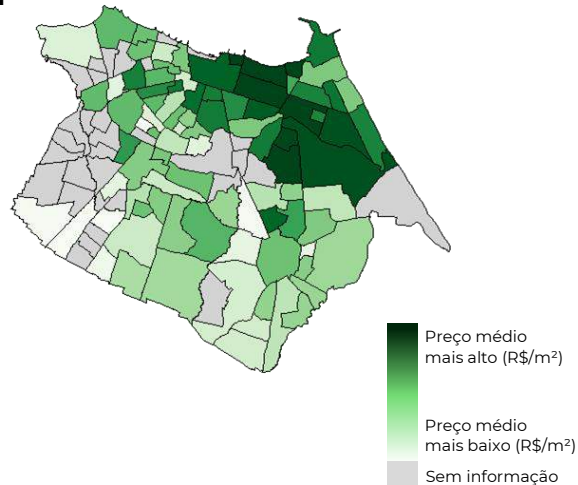 Preço médio
mais alto (R$/m²)
Preço médio
mais baixo (R$/m²)
Sem informação